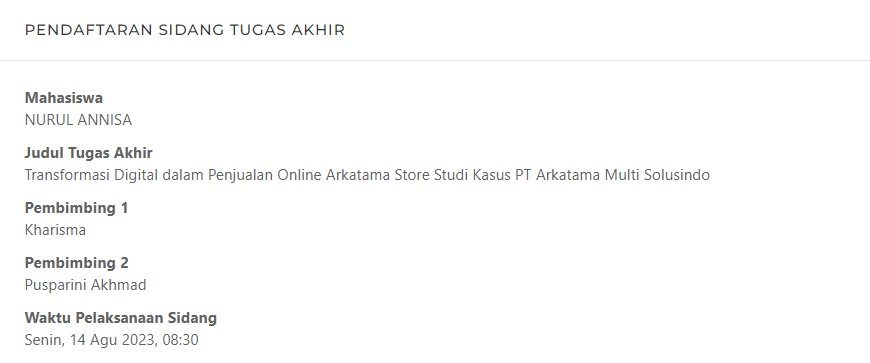 PENDAFTARAN SIDANG TUGAS AKHIR
Mahasiswa
NURUL ANNISA
Judul Tugas Akhir
Transformasi Digital dalam Penjualan Online Arkatama Store Studi Kasus PT Arkatama Multi Solusindo
Pembimbing 1
Kharisma
Pembimbing 2
Pusparini Akhmad
Waktu Pelaksanaan Sidang
Senin, 14 Agu 2023, 08:30